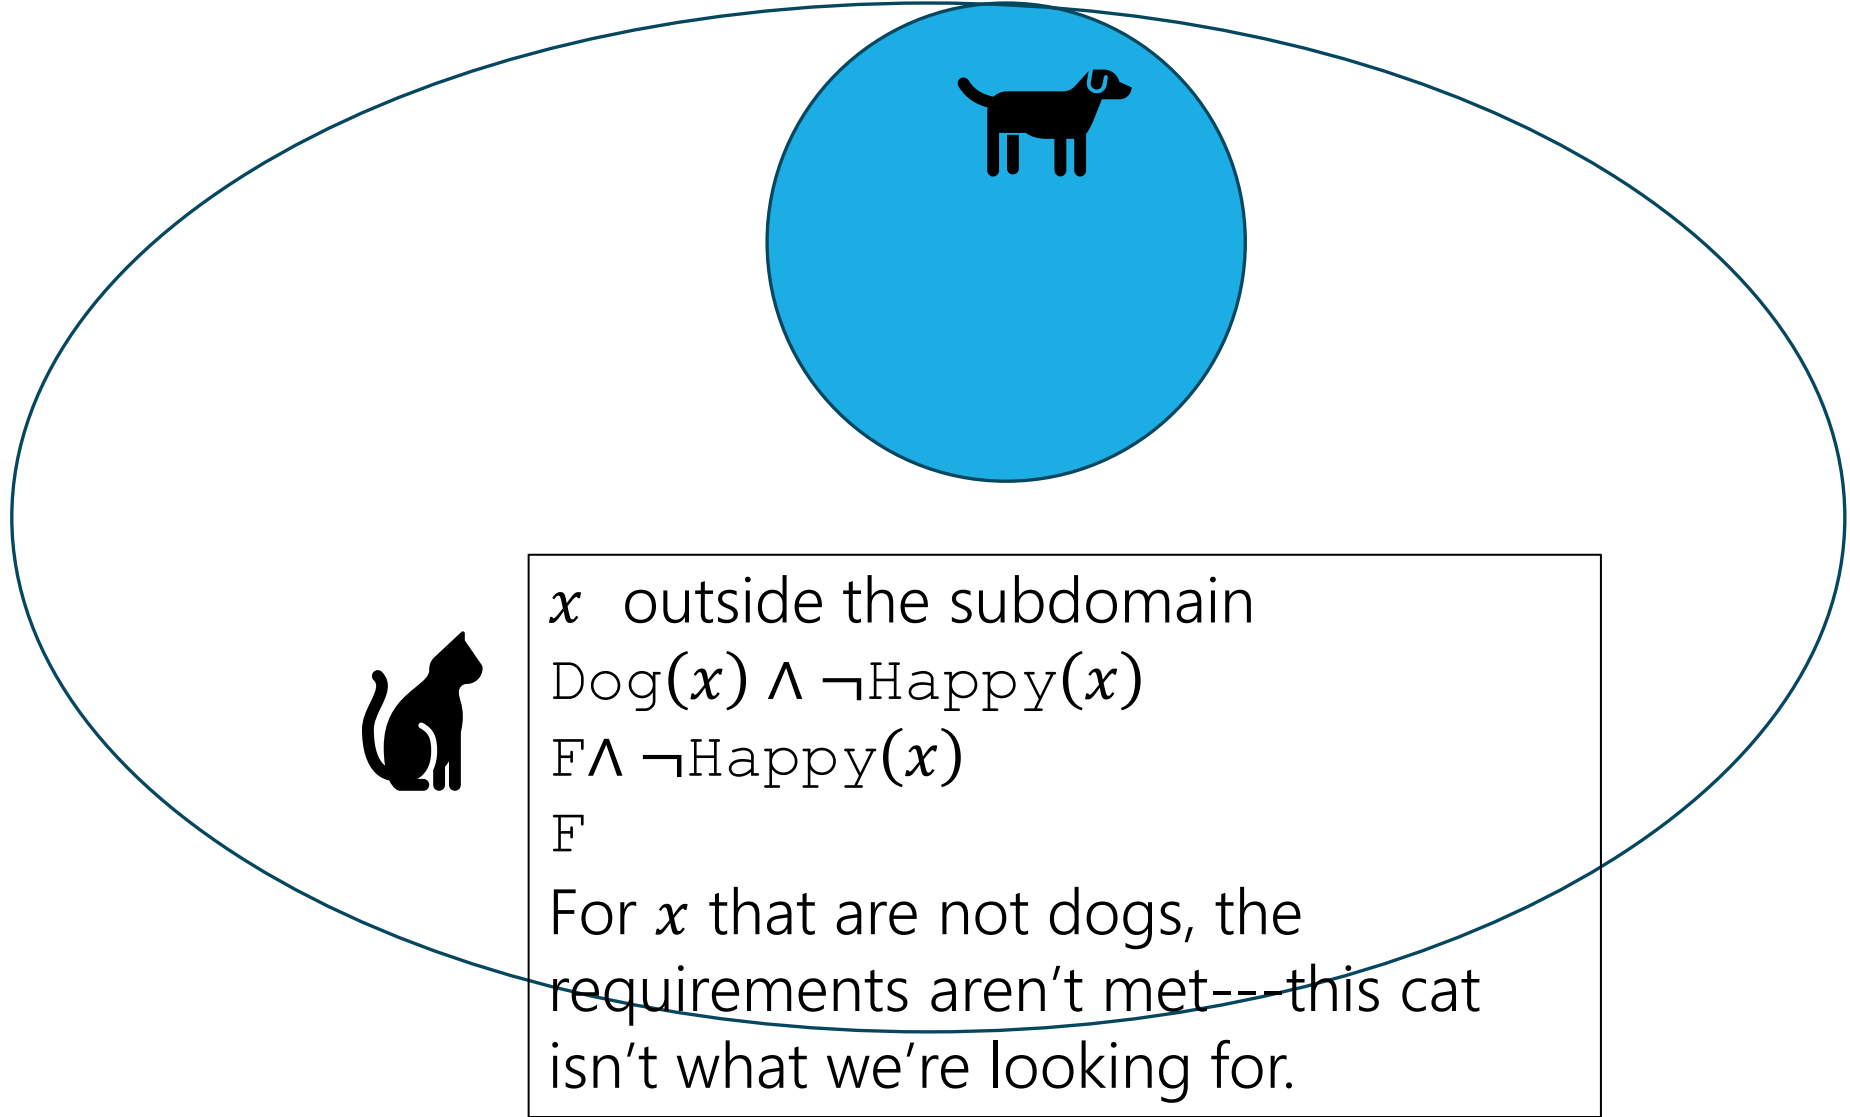 𝑥 outside the subdomain
Dog(𝑥) ∧ ¬Happy(𝑥)
F∧ ¬Happy(𝑥)
F
For 𝑥 that are not dogs, the
requirements aren’t met---this cat
isn’t what we’re looking for.